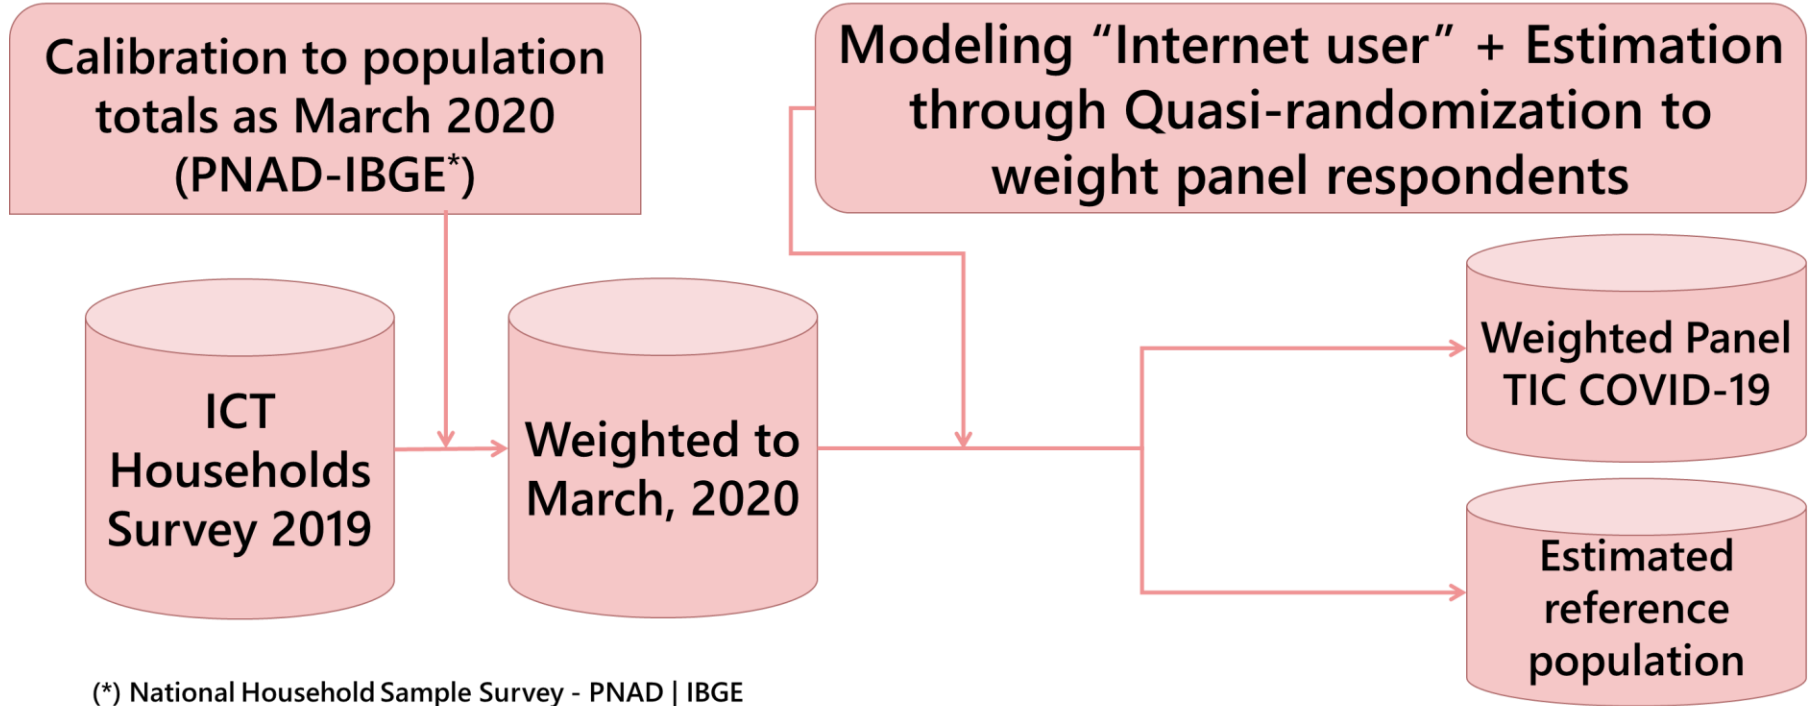 Calibration to population
totals as March 2020
(PNAD-IBGE*)
Modeling “Internet user” + Estimation
through Quasi-randomization to
weight panel respondents
ICT
Households
Survey 2019
Weighted to
March, 2020
Weighted Panel
TIC COVID-19
Estimated
reference
population
(*) National Household Sample Survey - PNAD | IBGE